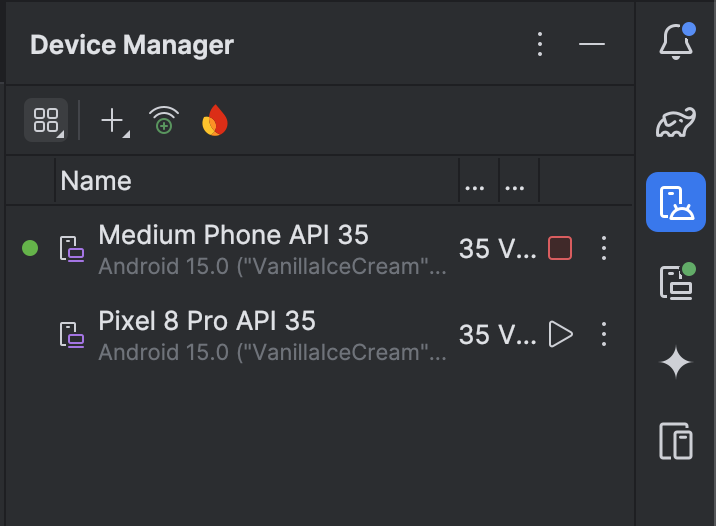 Device Manager
Name ... ...
Medium Phone API 35
Android 15.0 ("VanillaIceCream"...
35 V...
Pixel 8 Pro API 35
Android 15.0 ("VanillaIceCream"...
35 V...